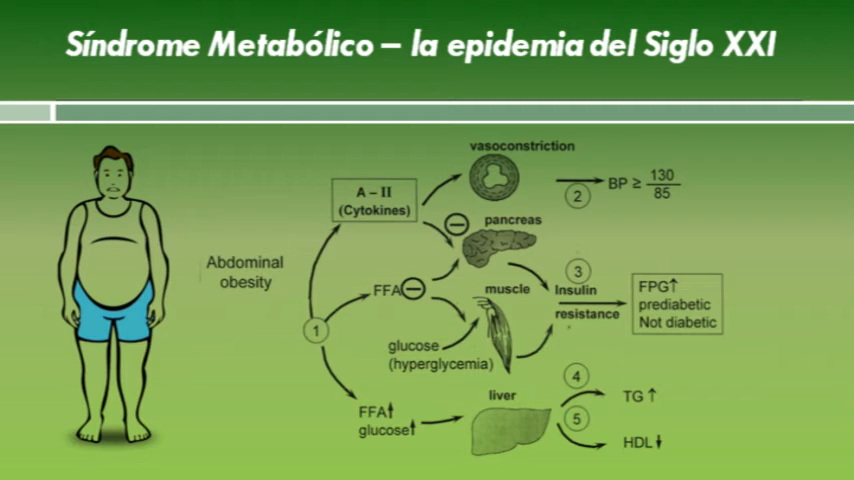 Síndrome Metabólico – la epidemia del Siglo XXI
vasoconstriction
A – II
(Cytokines)
2
BP ≥ 130
85
pancreas
Abdominal
obesity
FFA
muscle
3
Insulin
resistance
FPG↑
prediabetic
Not diabetic
1
glucose
(hyperglycemia)
liver
4
TG ↑
FFA↑
glucose↑
5
HDL↓